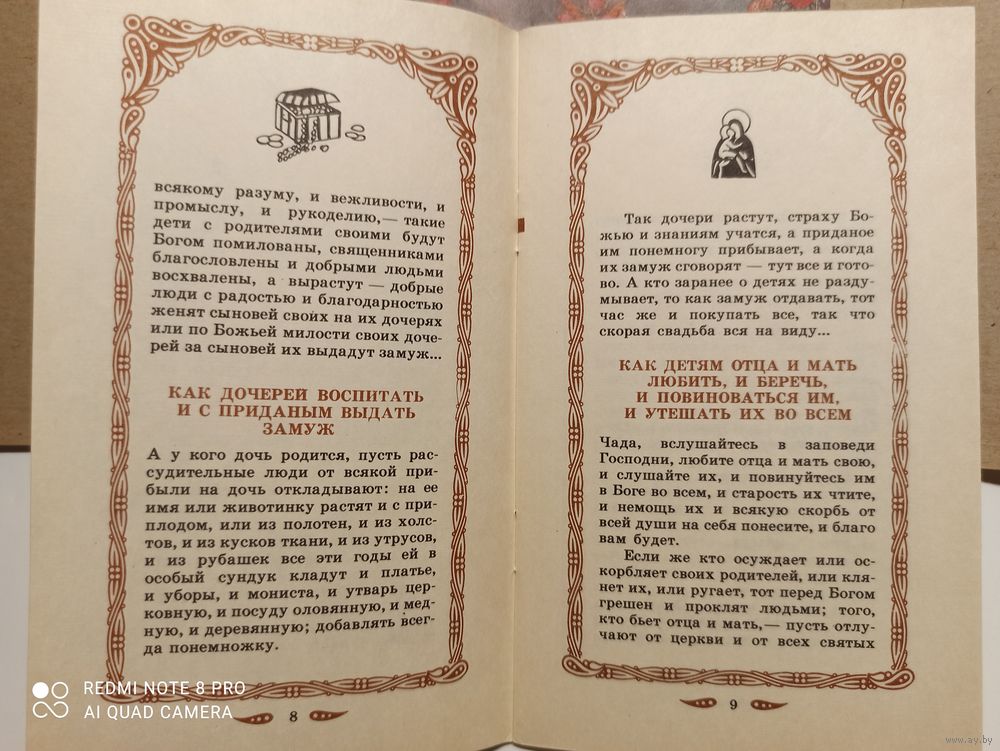 всякому разуму, и вежливости, и
промыслу, и рукоделию,— такие
дети с родителями своими будут
Богом помилованы, священниками
благословлены и добрыми людьми
восхвалены, а вырастут — добрые
люди с радостью и благодарностью
женят сыновей своих на их дочерях
или по Божьей милости своих доче-
рей за сыновей их выдадут замуж...
КАК ДОЧЕРЕЙ ВОСПИТАТЬ
И С ПРИДАНЫМ ВЫДАТЬ
ЗАМУЖ
А у кого дочь родится, пусть рас-
судительные люди от всякой при-
были на дочь откладывают: на ее
имя или животинку растят и с при-
плодом, или из полотен, и из холс-
тов, и из кусков ткани, и из утрусов,
и из рубашек все эти годы ей в
особый сундук кладут и платье,
и уборы, и мониста, и утварь цер-
ковную, и посуду оловянную, и мед-
ную, и деревянную; добавлять всег-
да понемножку.
8
Так дочери растут, страху Бо-
жью и знаниям учатся, а приданое
им понемногу прибывает, а когда
их замуж сговорят — тут все и гото-
во. А кто заранее о детях не разду-
мывает, то как замуж отдавать, тот
час же и покупать все, так что
скорая свадьба вся на виду...
КАК ДЕТЯМ ОТЦА И МАТЬ
ЛЮБИТЬ, И БЕРЕЧЬ,
И ПОВИНОВАТЬСЯ ИМ,
И УТЕШАТЬ ИХ ВО ВСЕМ
Чада, вслушайтесь в заповеди
Господни, любите отца и мать свою,
и слушайте их, и повинуйтесь им
в Боге во всем, и старость их чтите,
и немощь их и всякую скорбь от
всей души на себя понесите, и благо
вам будет.
Если же кто осуждает или ос-
корбляет своих родителей, или кля-
нет их, или ругает, тот перед Богом
грешен и проклят людьми; того,
кто бьет отца и мать,— пусть отлу-
чают от церкви и от всех святых
9
REDMI NOTE 8 PRO
AI QUAD CAMERA
www.ay.by